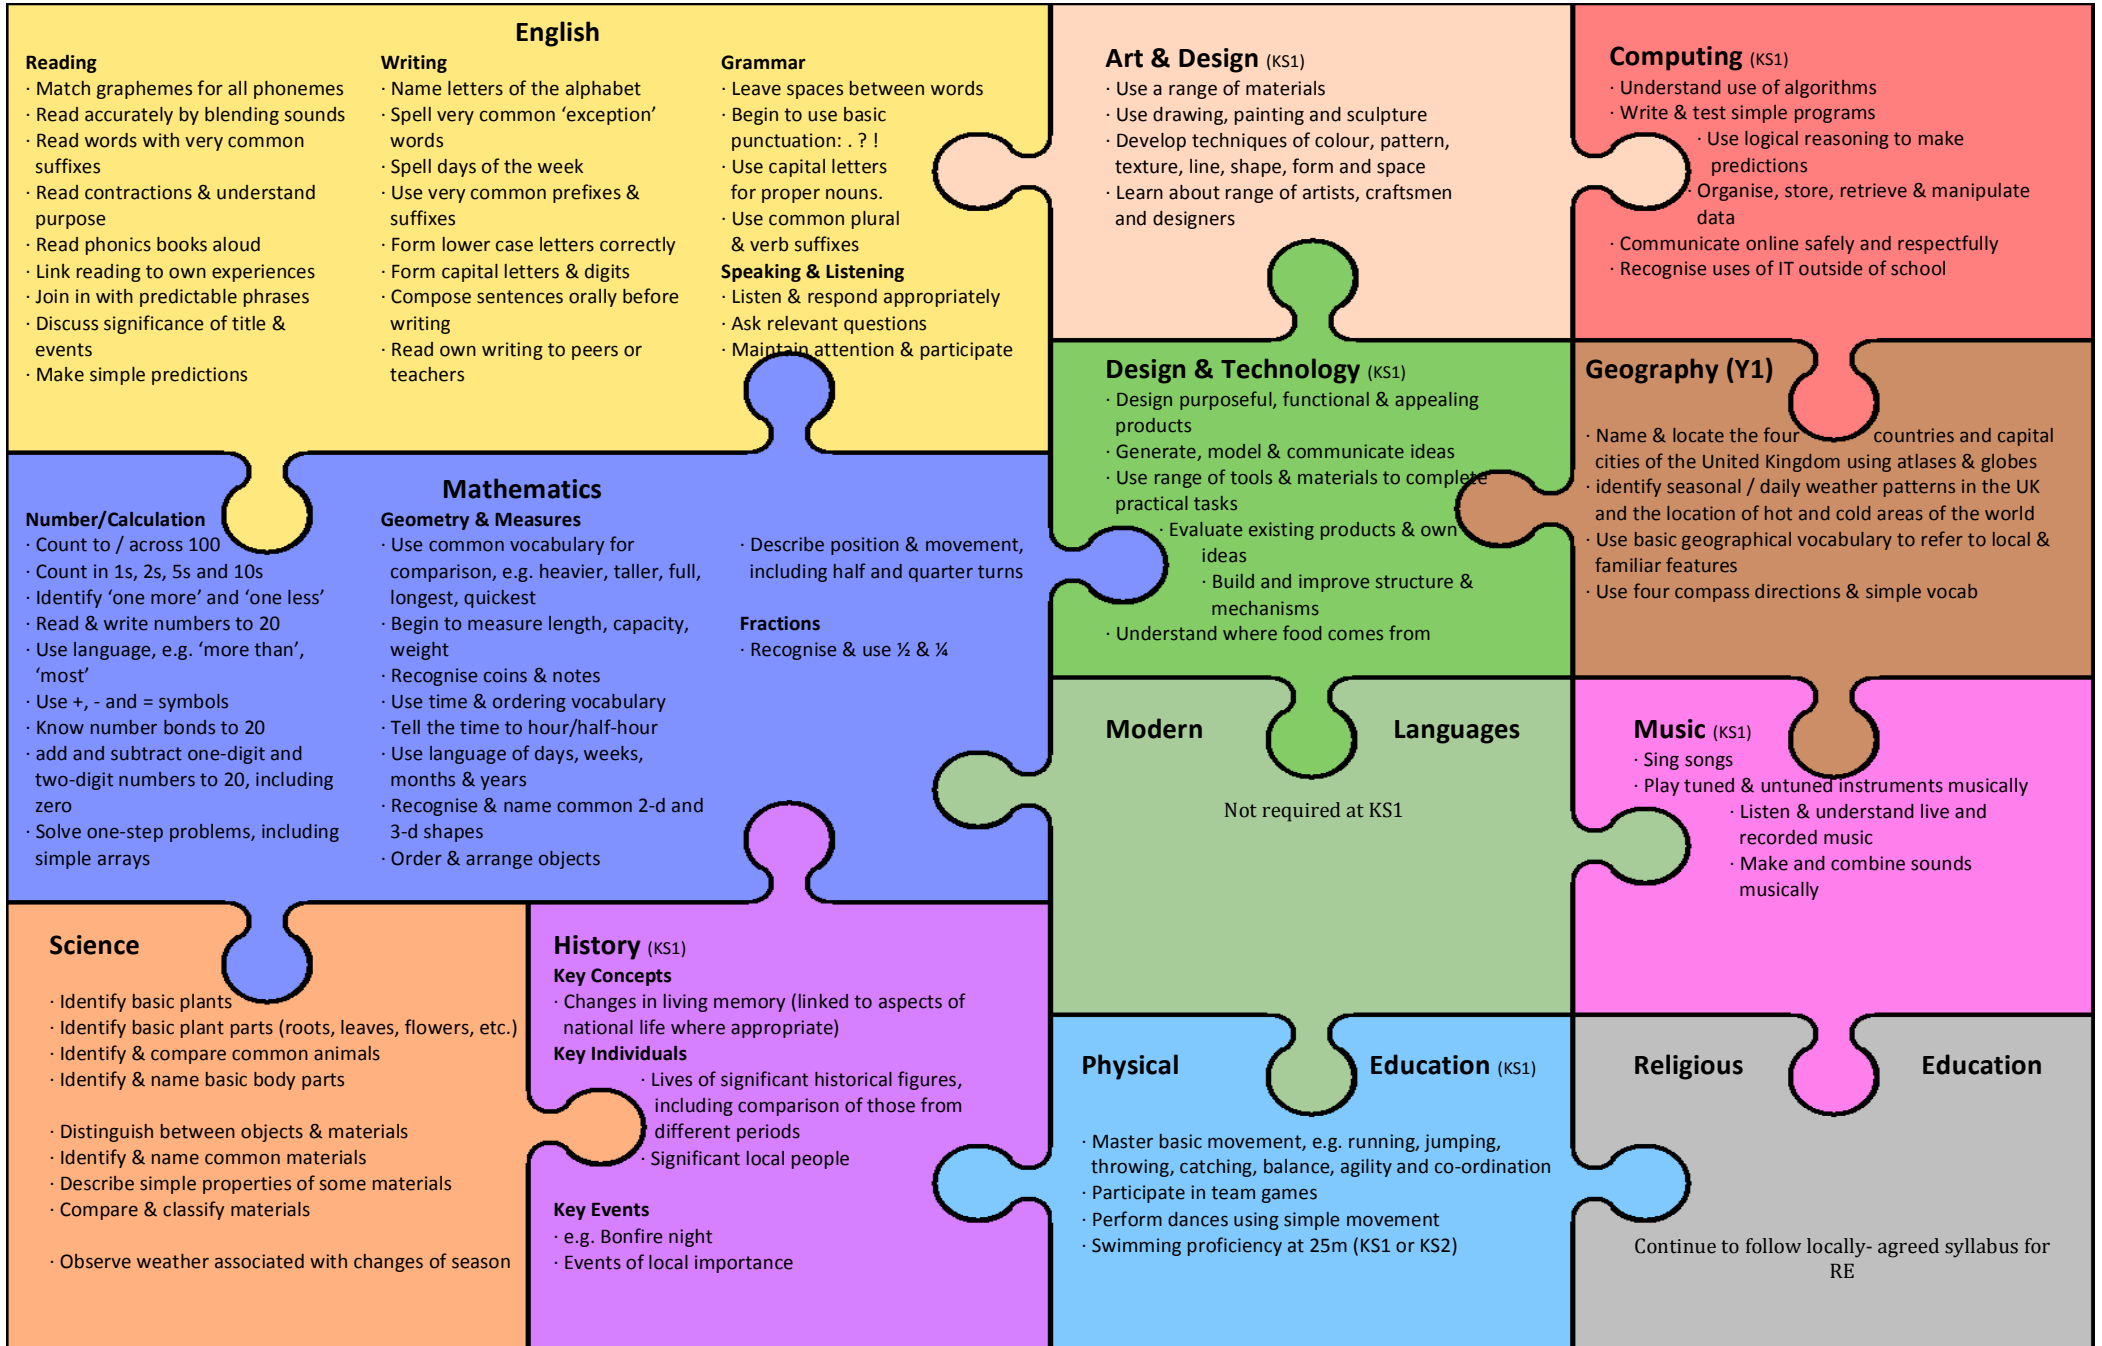 English
Reading
· Match graphemes for all phonemes
· Read accurately by blending sounds
· Read words with very common
suffixes
· Read contractions & understand
purpose
· Read phonics books aloud
· Link reading to own experiences
· Join in with predictable phrases
· Discuss significance of title &
events
· Make simple predictions
Writing
· Name letters of the alphabet
· Spell very common ‘exception’
words
· Spell days of the week
· Use very common prefixes &
suffixes
· Form lower case letters correctly
· Form capital letters & digits
· Compose sentences orally before
writing
· Read own writing to peers or
teachers
Grammar
· Leave spaces between words
· Begin to use basic
punctuation: . ? !
· Use capital letters
for proper nouns.
· Use common plural
& verb suffixes
Speaking & Listening
· Listen & respond appropriately
· Ask relevant questions
· Maintain attention & participate
Art & Design (KS1)
· Use a range of materials
· Use drawing, painting and sculpture
· Develop techniques of colour, pattern,
texture, line, shape, form and space
· Learn about range of artists, craftsmen
and designers
Computing (KS1)
· Understand use of algorithms
· Write & test simple programs
· Use logical reasoning to make
predictions
· Organise, store, retrieve & manipulate
data
· Communicate online safely and respectfully
· Recognise uses of IT outside of school
Mathematics
Number/Calculation
· Count to / across 100
· Count in 1s, 2s, 5s and 10s
· Identify ‘one more’ and ‘one less’
· Read & write numbers to 20
· Use language, e.g. ‘more than’,
‘most’
· Use +, - and = symbols
· Know number bonds to 20
· add and subtract one-digit and
two-digit numbers to 20, including
zero
· Solve one-step problems, including
simple arrays
Geometry & Measures
· Use common vocabulary for
comparison, e.g. heavier, taller, full,
longest, quickest
· Begin to measure length, capacity,
weight
· Recognise coins & notes
· Use time & ordering vocabulary
· Tell the time to hour/half-hour
· Use language of days, weeks,
months & years
· Recognise & name common 2-d and
3-d shapes
· Order & arrange objects
· Describe position & movement,
including half and quarter turns
Fractions
· Recognise & use ½ & ¼
Design & Technology (KS1)
· Design purposeful, functional & appealing
products
· Generate, model & communicate ideas
· Use range of tools & materials to complete
practical tasks
· Evaluate existing products & own
ideas
· Build and improve structure &
mechanisms
· Understand where food comes from
Geography (Y1)
· Name & locate the four countries and capital
cities of the United Kingdom using atlases & globes
· identify seasonal / daily weather patterns in the UK
and the location of hot and cold areas of the world
· Use basic geographical vocabulary to refer to local &
familiar features
· Use four compass directions & simple vocab
Modern Languages
Not required at KS1
Music (KS1)
· Sing songs
· Play tuned & untuned instruments musically
· Listen & understand live and
recorded music
· Make and combine sounds
musically
Science
· Identify basic plants
· Identify basic plant parts (roots, leaves, flowers, etc.)
· Identify & compare common animals
· Identify & name basic body parts
· Distinguish between objects & materials
· Identify & name common materials
· Describe simple properties of some materials
· Compare & classify materials
· Observe weather associated with changes of season
History (KS1)
Key Concepts
· Changes in living memory (linked to aspects of
national life where appropriate)
Key Individuals
· Lives of significant historical figures,
including comparison of those from
different periods
· Significant local people
Key Events
· e.g. Bonfire night
· Events of local importance
Physical Education (KS1)
· Master basic movement, e.g. running, jumping,
throwing, catching, balance, agility and co-ordination
· Participate in team games
· Perform dances using simple movement
· Swimming proficiency at 25m (KS1 or KS2)
Religious Education
Continue to follow locally- agreed syllabus for
RE